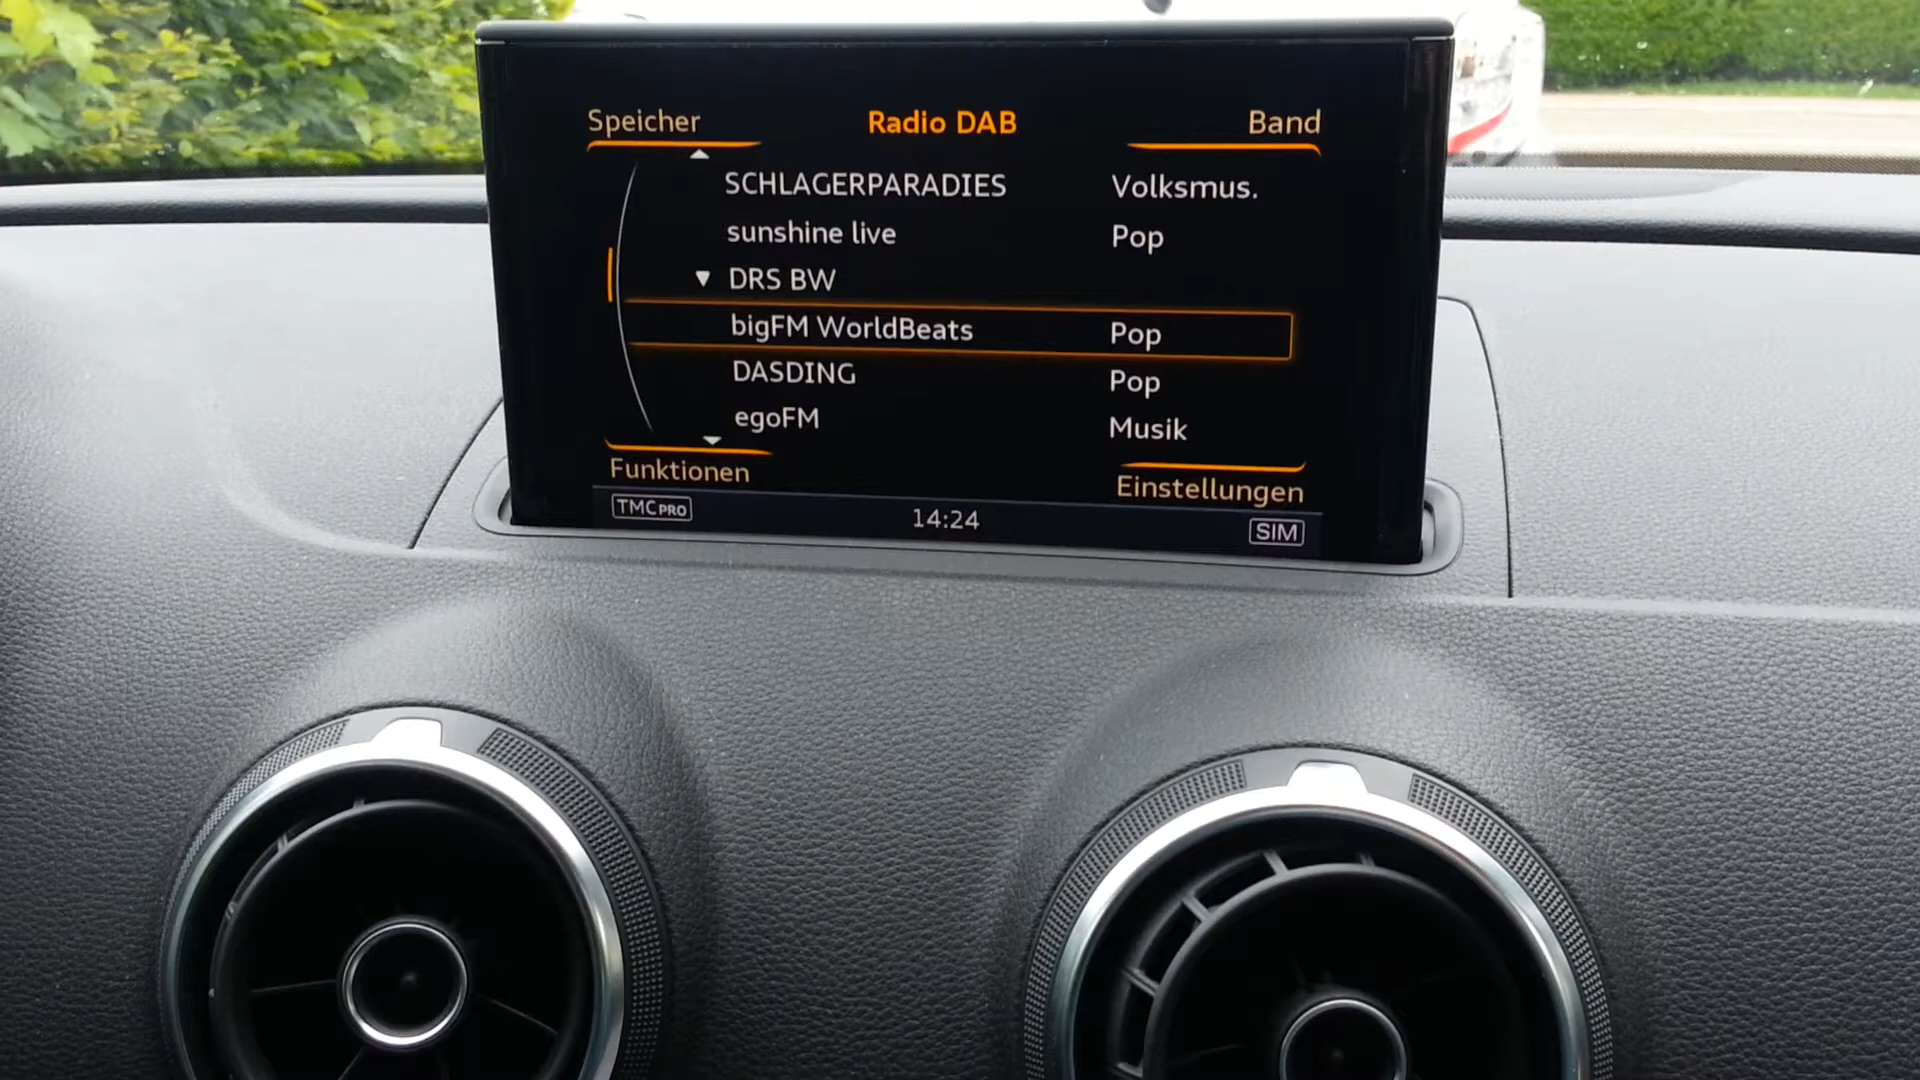 Speicher Radio DAB Band
SCHLAGERPARADIES Volksmus.
sunshine live Pop
▼ DRS BW
bigFM WorldBeats Pop
DASDING Pop
egoFM Musik
Funktionen Einstellungen
TMC PRO 14:24 SIM